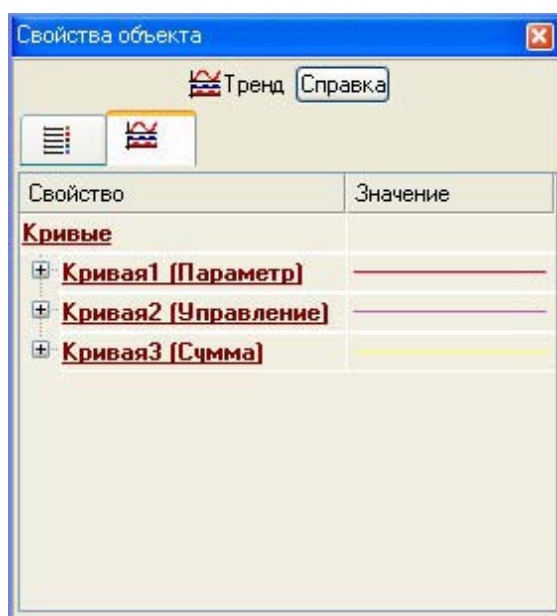 Свойства объекта
Тренд Справка
Свойство Значение
Кривые
Кривая1 (Параметр)
Кривая2 (Управление)
Кривая3 (Сумма)